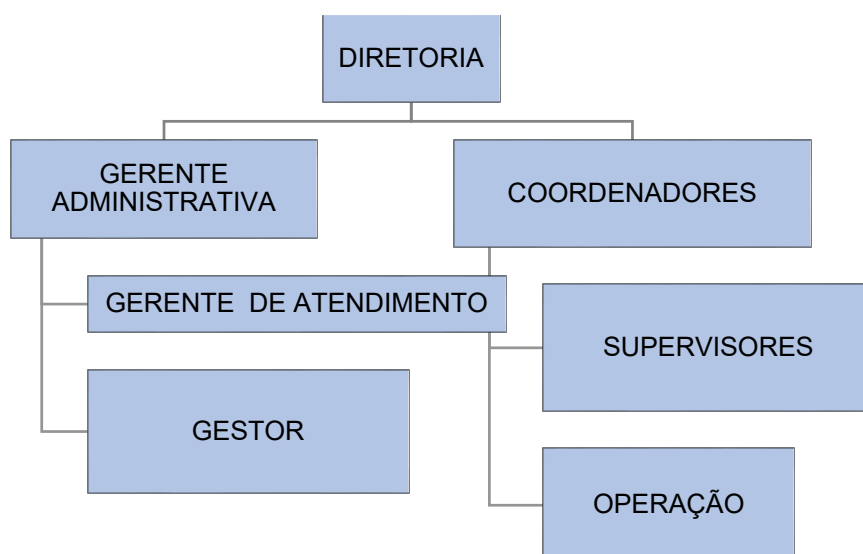 DIRETORIA
GERENTE
ADMINISTRATIVA
COORDENADORES
GERENTE DE ATENDIMENTO
SUPERVISORES
GESTOR
OPERAÇÃO